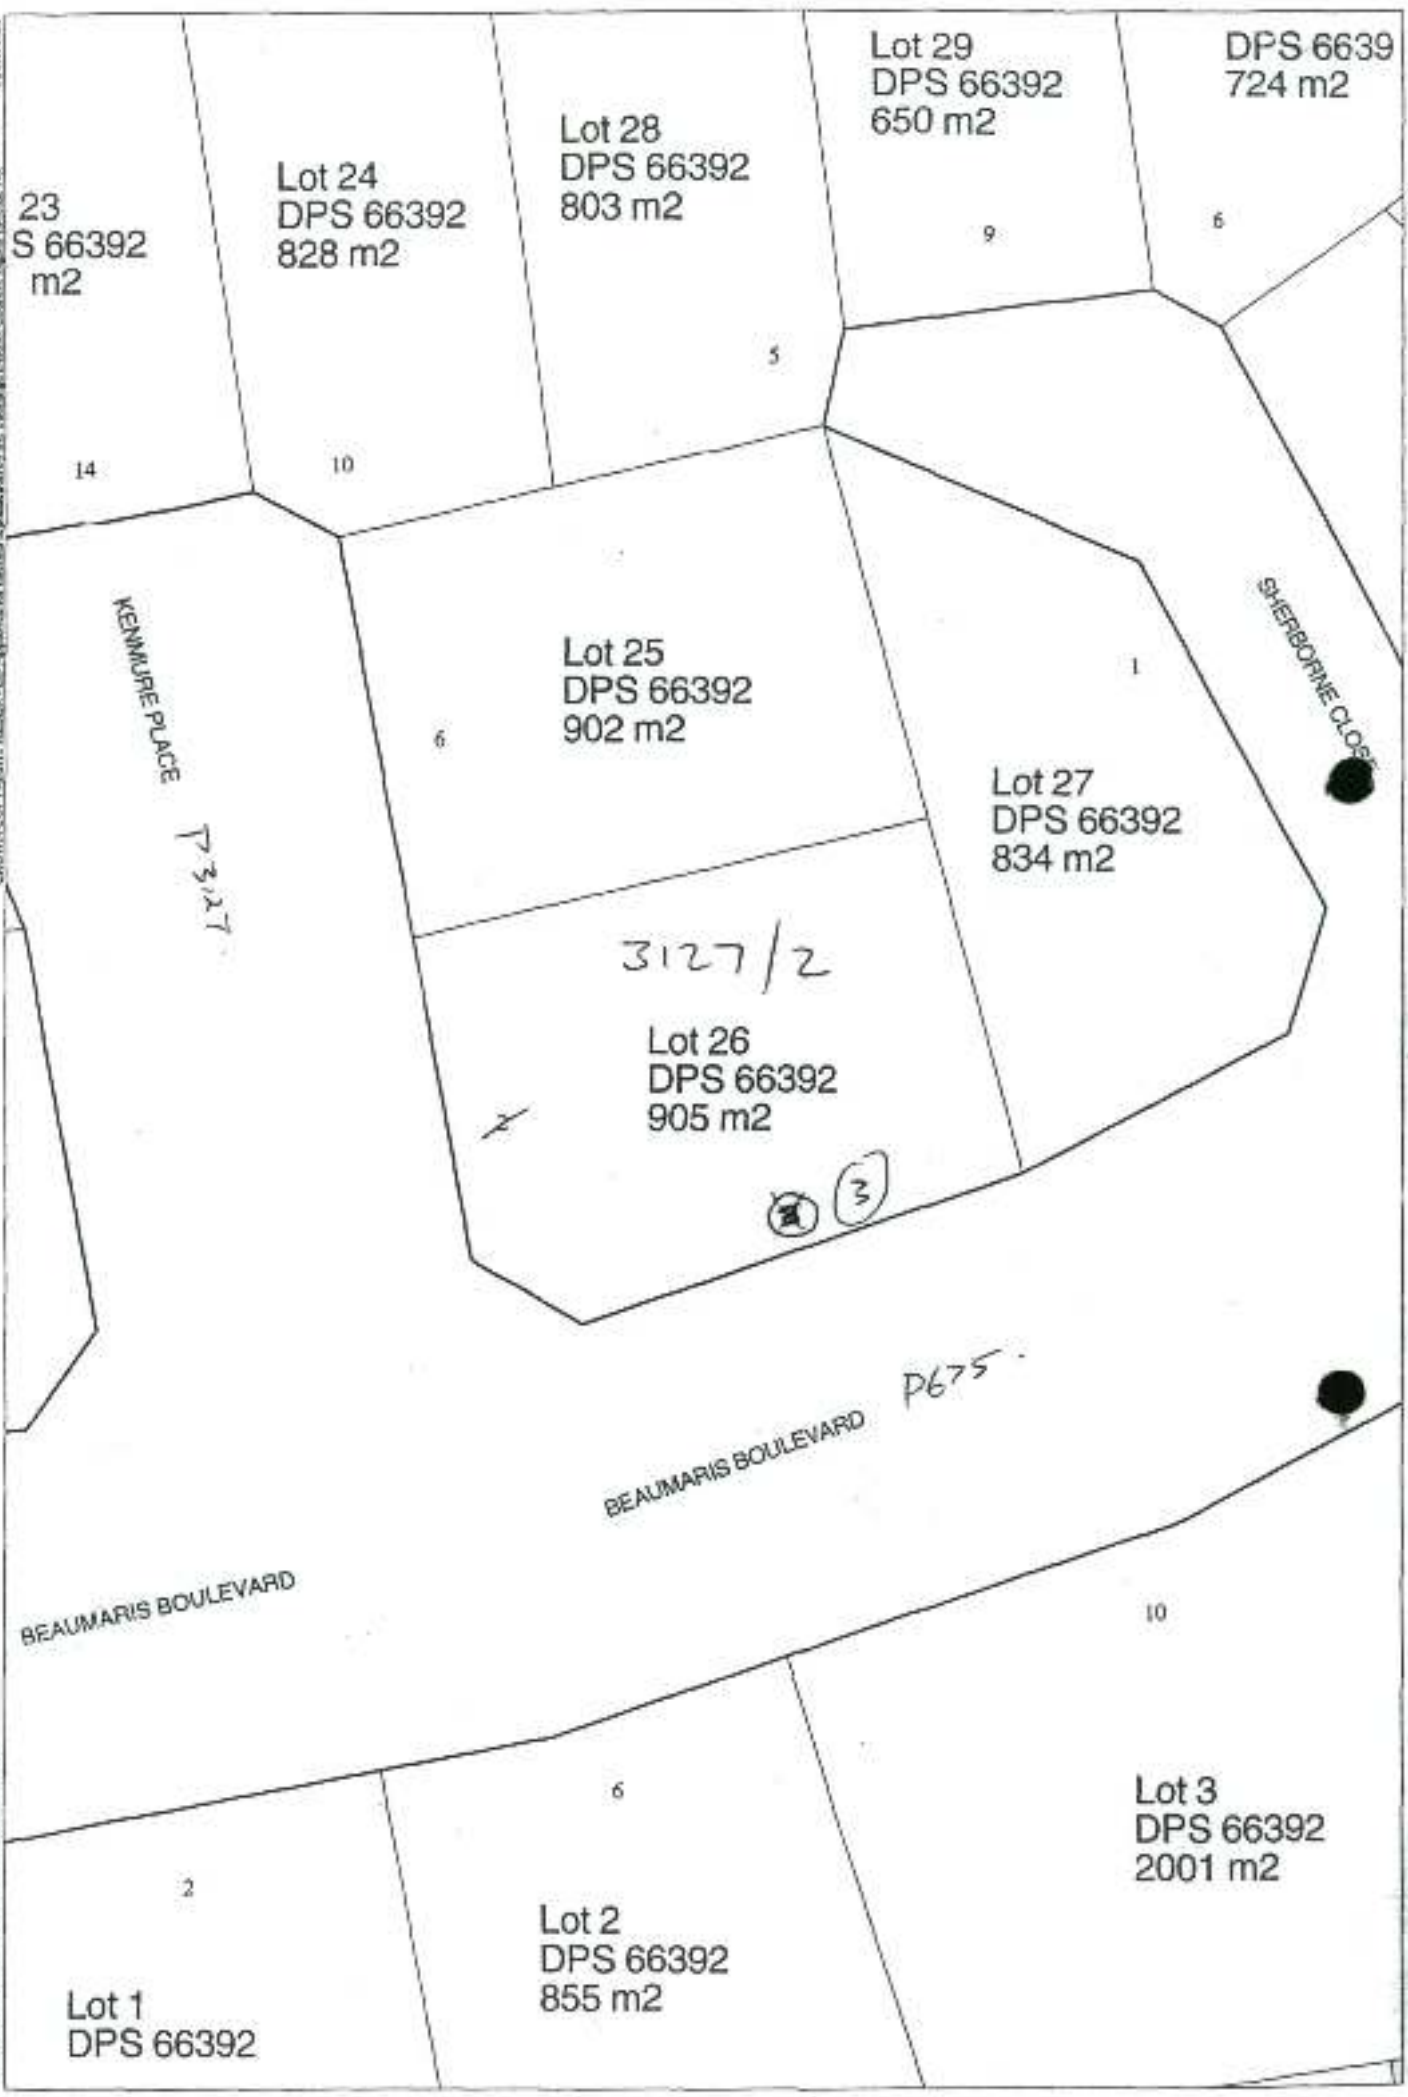 Lot 29
DPS 66392
650 m2
DPS 6639
724 m2
Lot 28
DPS 66392
803 m2
Lot 24
DPS 66392
828 m2
23
S 66392
m2
9
6
5
14
10
KENMURE PLACE
P3127
SHERBORNE CLOSE
Lot 25
DPS 66392
902 m2
6
1
Lot 27
DPS 66392
834 m2
3127/2
Lot 26
DPS 66392
905 m2
2
3
P675.
BEAUMARIS BOULEVARD
BEAUMARIS BOULEVARD
10
6
2
Lot 3
DPS 66392
2001 m2
Lot 2
DPS 66392
855 m2
Lot 1
DPS 66392